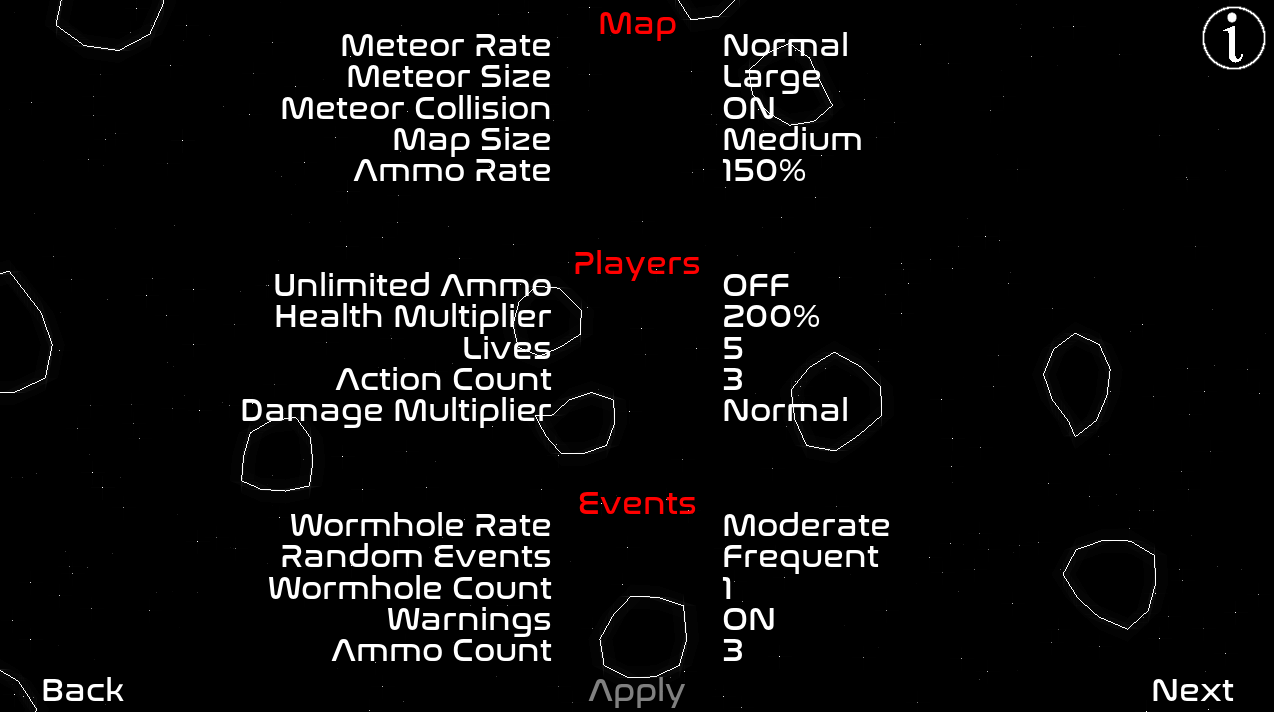 Map
Meteor Rate Normal
Meteor Size Large
Meteor Collision ON
Map Size Medium
Ammo Rate 150%
Players
Unlimited Ammo OFF
Health Multiplier 200%
Lives 5
Action Count 3
Damage Multiplier Normal
Events
Wormhole Rate Moderate
Random Events Frequent
Wormhole Count 1
Warnings ON
Ammo Count 3
Back Apply Next
i